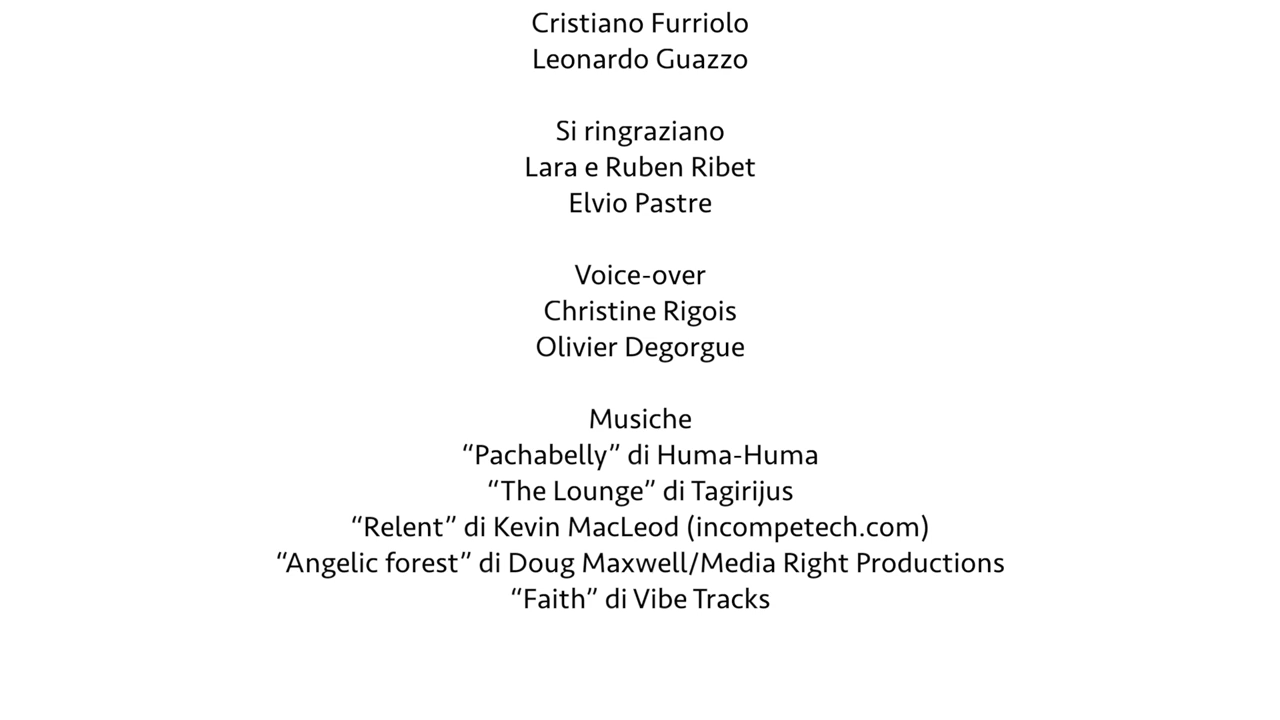 Cristiano Furriolo
Leonardo Guazzo
Si ringraziano
Lara e Ruben Ribet
Elvio Pastre
Voice-over
Christine Rigois
Olivier Degorgue
Musiche
“Pachabelly” di Huma-Huma
“The Lounge” di Tagirijus
“Relent” di Kevin MacLeod (incompetech.com)
“Angelic forest” di Doug Maxwell/Media Right Productions
“Faith” di Vibe Tracks